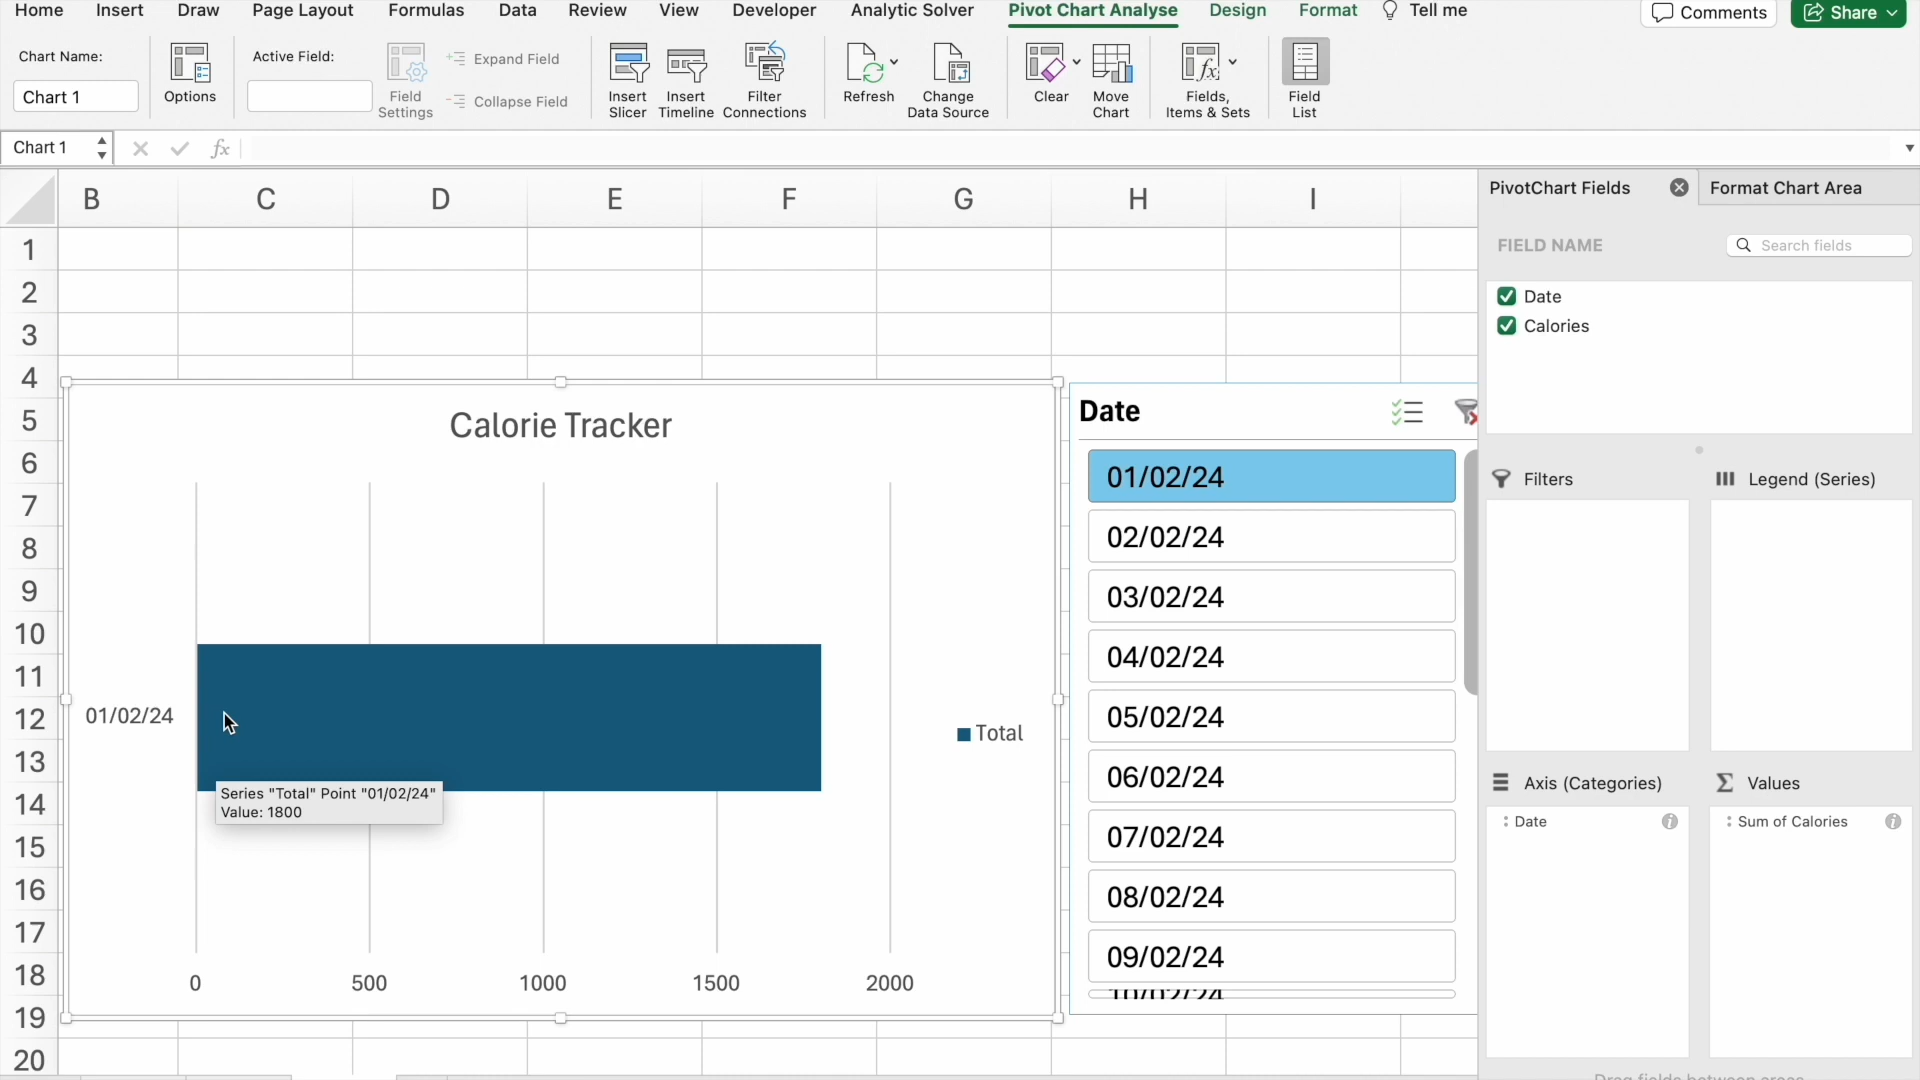 Home Insert Draw Page Layout Formulas Data Review View Developer Analytic Solver Pivot Chart Analyse Design Format Tell me Comments Share
Chart Name:
Chart 1
Options
Active Field:
Field
Settings
Expand Field
Collapse Field
Insert
Slicer
Insert
Timeline
Filter
Connections
Refresh
Change
Data Source
Clear
Move
Chart
Fields,
Items & Sets
Field
List
Chart 1 fx
B C D E F G H I
1
2
3
4
5
6
7
8
9
10
11
12
13
14
15
16
17
18
19
20
Calorie Tracker
01/02/24
Total
Series "Total" Point "01/02/24"
Value: 1800
0 500 1000 1500 2000
Date
01/02/24
02/02/24
03/02/24
04/02/24
05/02/24
06/02/24
07/02/24
08/02/24
09/02/24
10/02/24
PivotChart Fields Format Chart Area
FIELD NAME Search fields
Date
Calories
Filters Legend (Series)
Axis (Categories) Values
Date Sum of Calories
Drag fields between areas